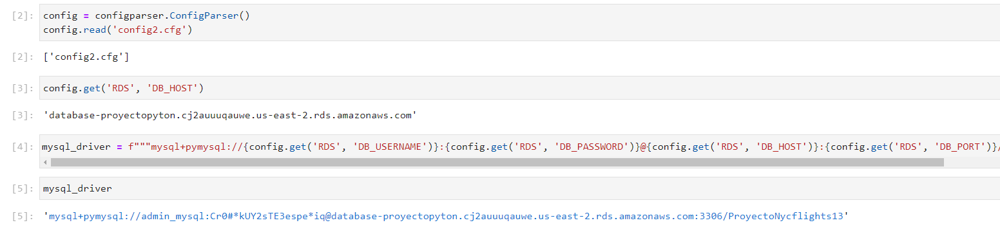 [2]: config = configparser.ConfigParser()
config.read('config2.cfg')
[2]: ['config2.cfg']
[3]: config.get('RDS', 'DB_HOST')
[3]: 'database-proyectopyton.cj2auuuqauwe.us-east-2.rds.amazonaws.com'
[4]: mysql_driver = f"""mysql+pymysql://{config.get('RDS', 'DB_USERNAME')}:{config.get('RDS', 'DB_PASSWORD')}@{config.get('RDS', 'DB_HOST')}:{config.get('RDS', 'DB_PORT')}/
[5]: mysql_driver
[5]: 'mysql+pymysql://admin_mysql:Cr0#*kUY2sTE3espe*iq@database-proyectopyton.cj2auuuqauwe.us-east-2.rds.amazonaws.com:3306/ProyectoNycflights13'